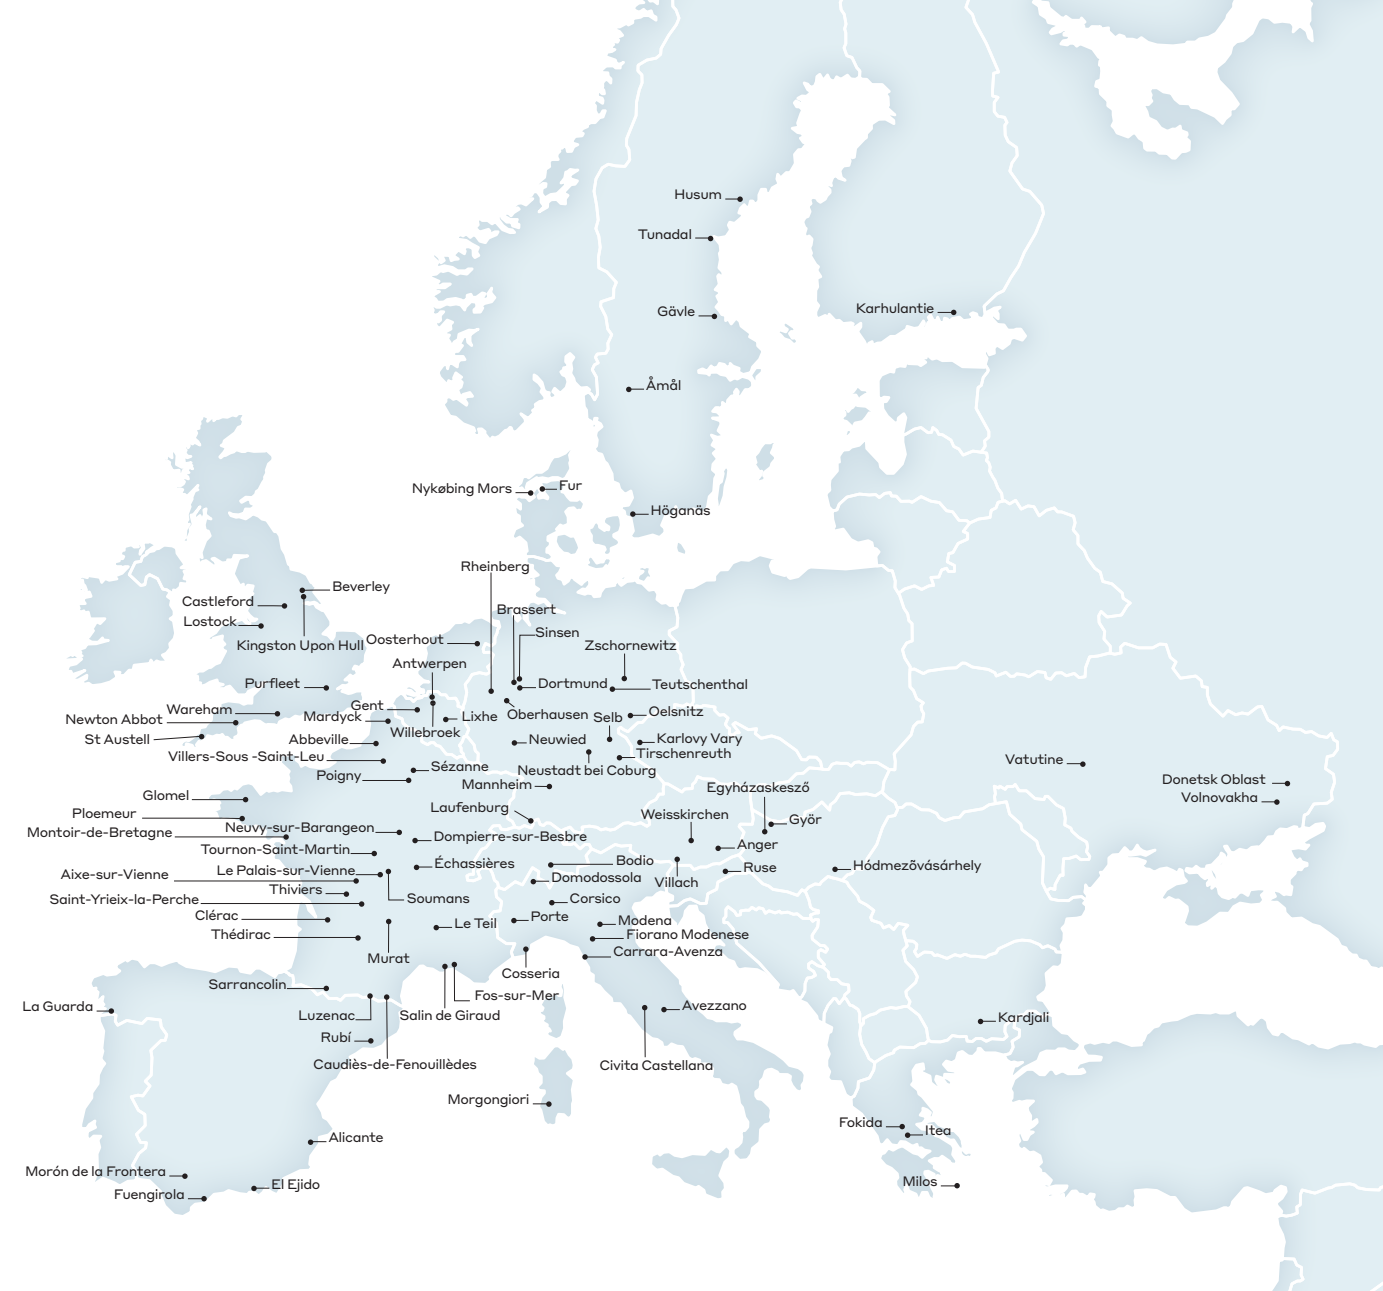 Husum
Tunadal
Gävle
Karhulantie
Åmål
Nykøbing Mors
Fur
Höganäs
Rheinberg
Beverley
Castleford
Brassert
Lostock
Sinsen
Kingston Upon Hull
Oosterhout
Zschornewitz
Antwerpen
Purfleet
Dortmund
Teutschenthal
Gent
Wareham
Mardyck
Lixhe
Oberhausen
Selb
Oelsnitz
Newton Abbot
Willebroek
St Austell
Abbeville
Neuwied
Karlovy Vary
Villers-Sous -Saint-Leu
Tirschenreuth
Vatutine
Poigny
Sézanne
Neustadt bei Coburg
Donetsk Oblast
Mannheim
Egyházaskesző
Glomel
Volnovakha
Laufenburg
Ploemeur
Weisskirchen
Györ
Montoir-de-Bretagne
Neuvy-sur-Barangeon
Dompierre-sur-Besbre
Anger
Tournon-Saint-Martin
Échassières
Bodio
Ruse
Hódmezõvásárhely
Aixe-sur-Vienne
Le Palais-sur-Vienne
Domodossola
Villach
Thiviers
Saint-Yrieix-la-Perche
Soumans
Corsico
Clérac
Le Teil
Porte
Modena
Thédirac
Fiorano Modenese
Carrara-Avenza
Murat
Cosseria
Sarrancolin
Fos-sur-Mer
La Guarda
Luzenac
Salin de Giraud
Avezzano
Kardjali
Rubí
Caudiès-de-Fenouillèdes
Civita Castellana
Morgongiori
Fokida
Itea
Alicante
Morón de la Frontera
El Ejido
Milos
Fuengirola